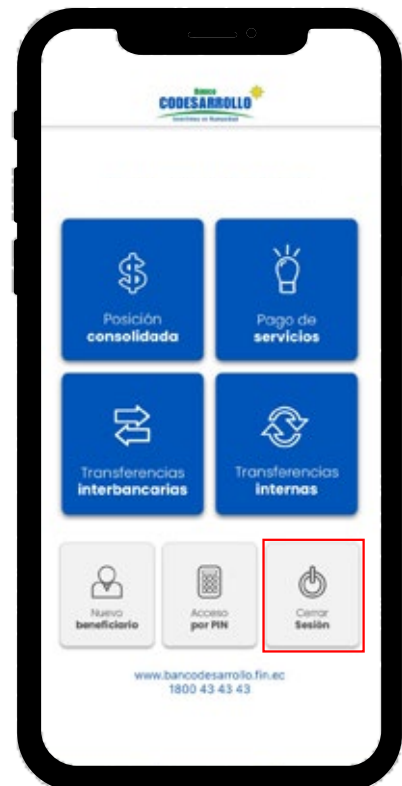 Banco
CODESARROLLO
Posición
consolidada
Pago de
servicios
Transferencias
interbancarias
Transferencias
internas
Nuevo
beneficiario
Acceso
por PIN
Cerrar
Sesión
www.bancodesarrollo.fin.ec
1800 43 43 43